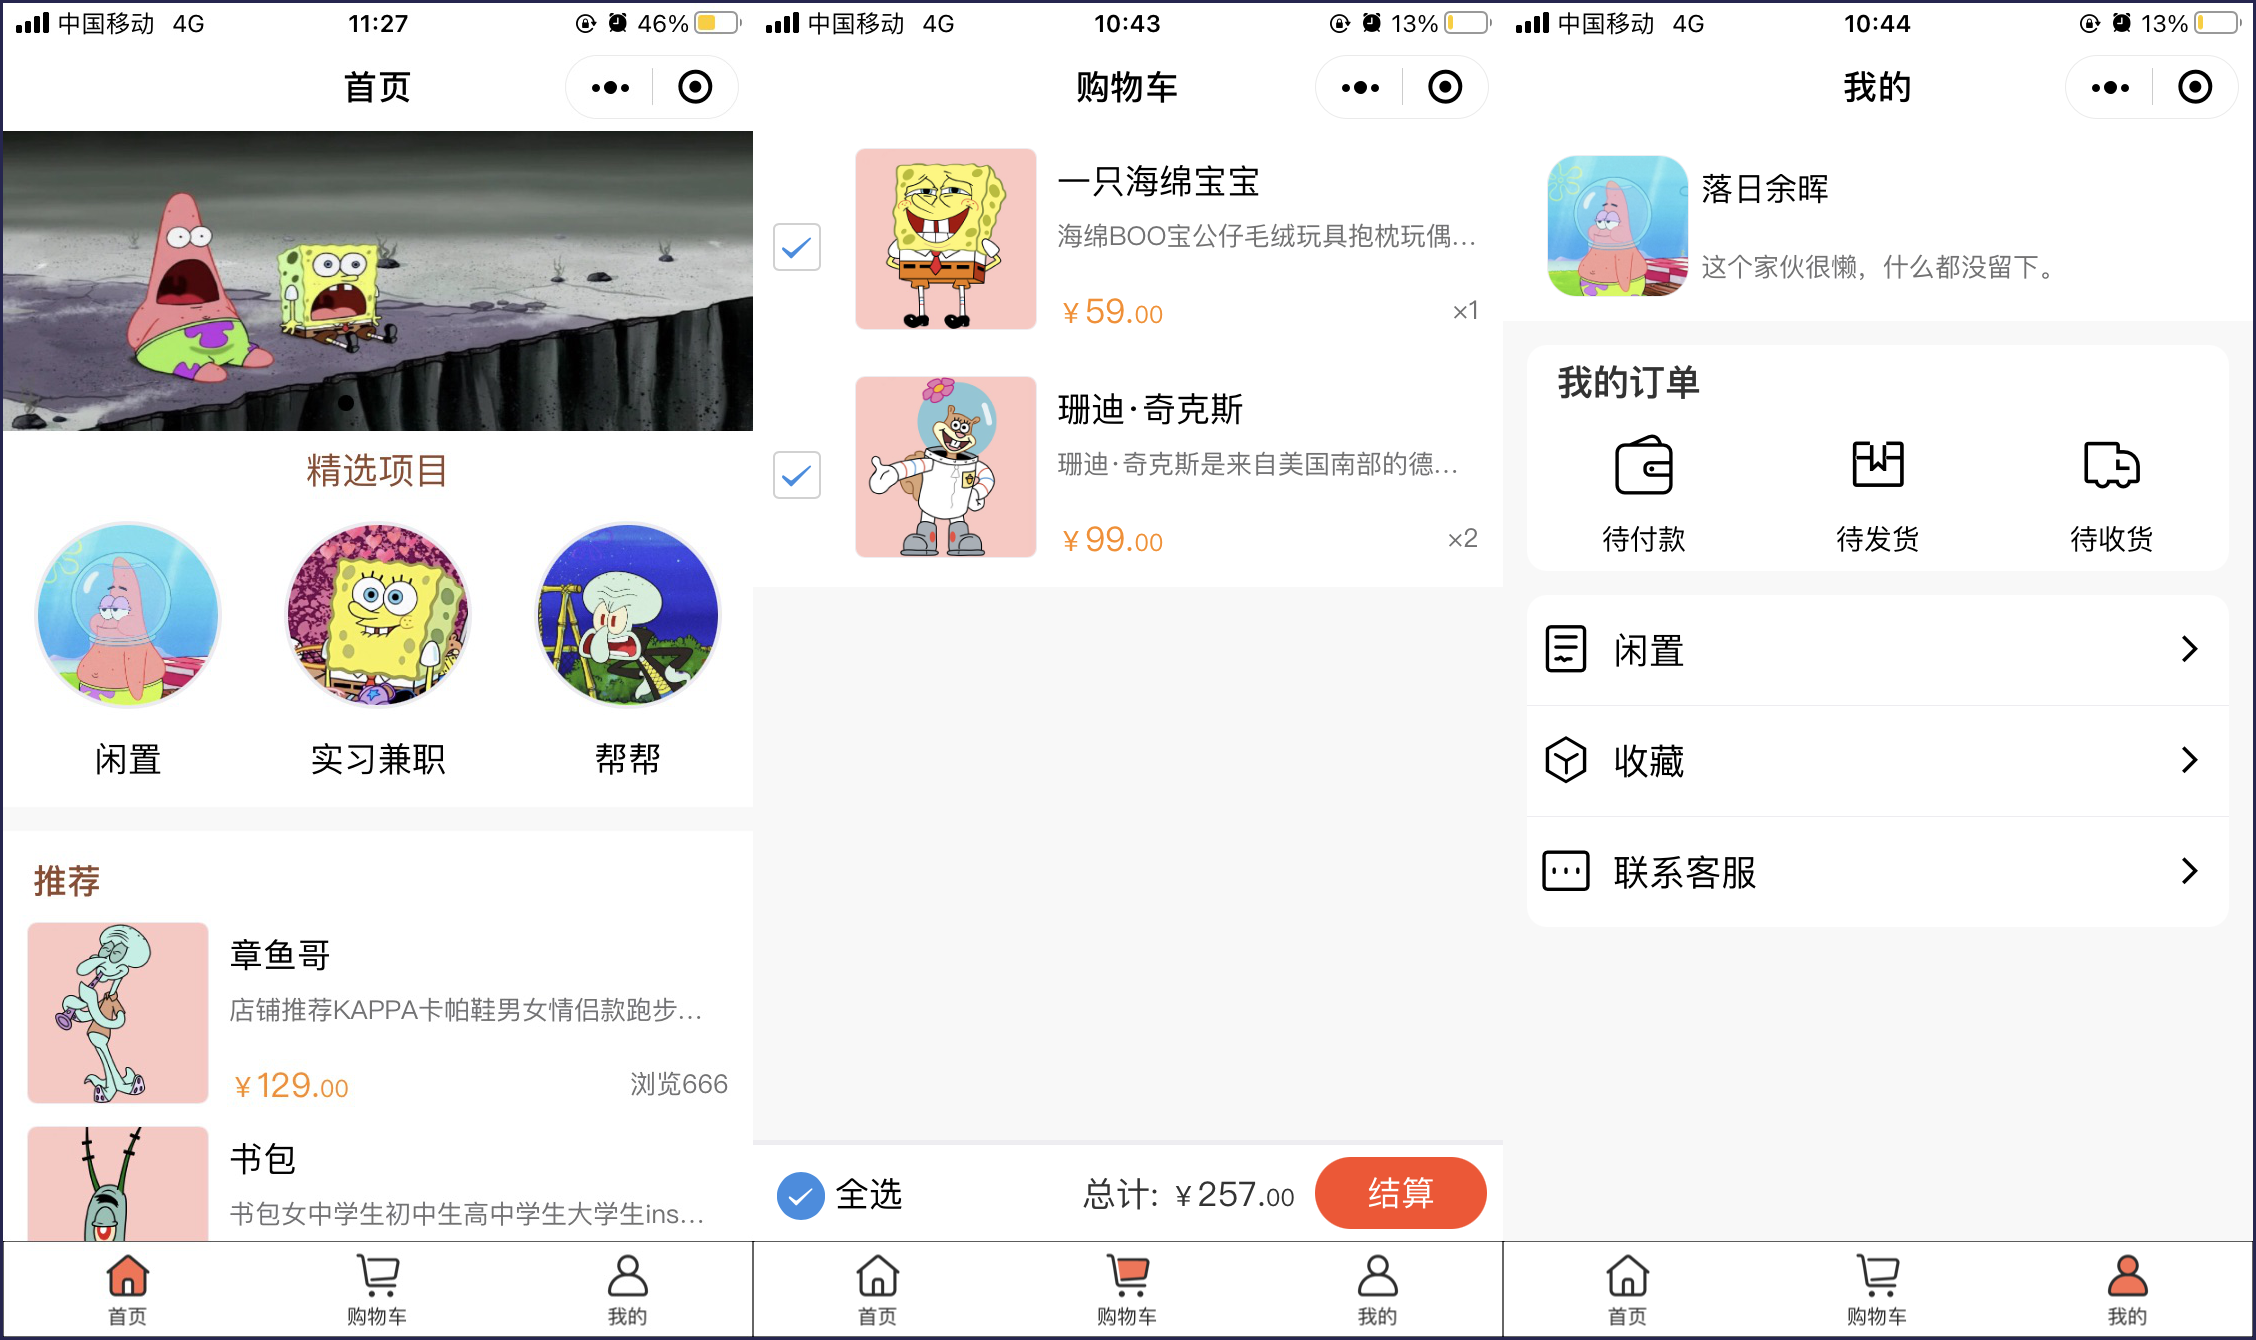 中国移动 4G 11:27 46%
首页
精选项目
闲置 实习兼职 帮帮
推荐
章鱼哥
店铺推荐KAPPA卡帕鞋男女情侣款跑步...
¥129.00 浏览666
书包
书包女中学生初中生高中学生大学生ins...
首页 购物车 我的
中国移动 4G 10:43 13%
购物车
一只海绵宝宝
海绵BOO宝公仔毛绒玩具抱枕玩偶...
¥59.00 ×1
珊迪·奇克斯
珊迪·奇克斯是来自美国南部的德...
¥99.00 ×2
全选 总计: ¥257.00 结算
首页 购物车 我的
中国移动 4G 10:44 13%
我的
落日余晖
这个家伙很懒，什么都没留下。
我的订单
待付款 待发货 待收货
闲置
收藏
联系客服
首页 购物车 我的